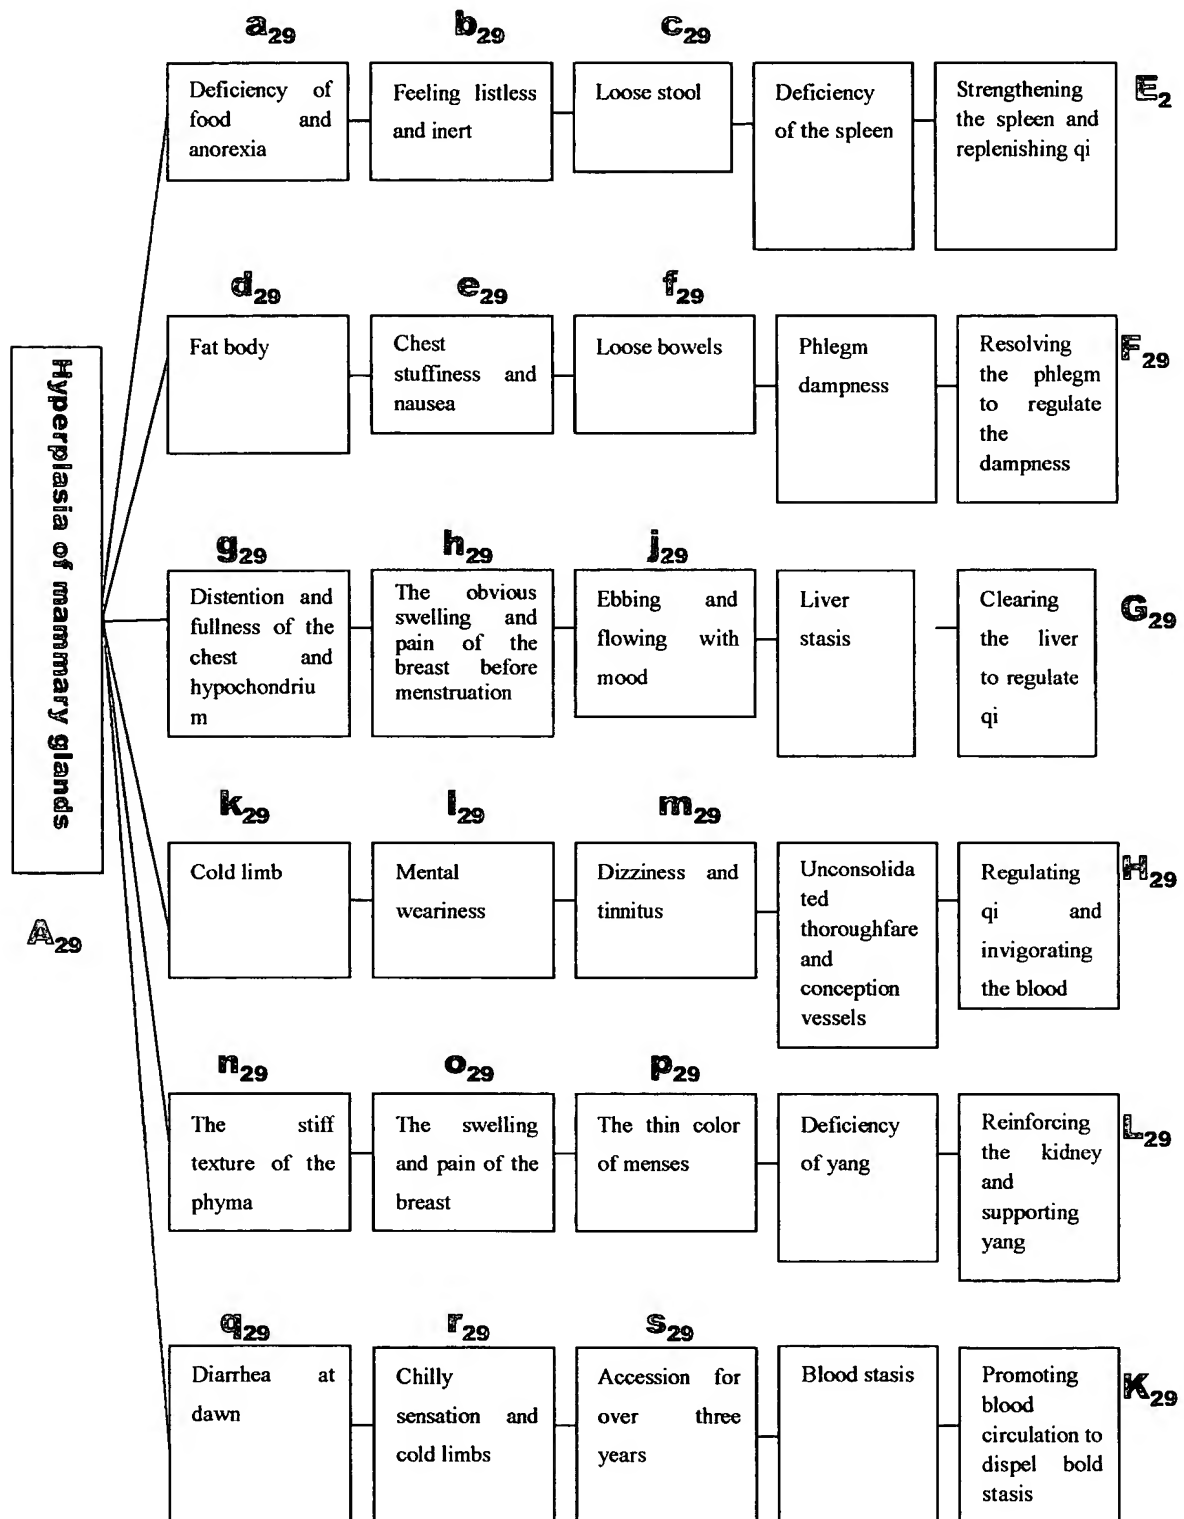 a29
b29
c29
Deficiency of
food and
anorexia
Feeling listless
and inert
Loose stool
Deficiency
of the spleen
Strengthening
the spleen and
replenishing qi
E2
d29
e29
f29
Fat body
Chest
stuffiness and
nausea
Loose bowels
Phlegm
dampness
Resolving
the phlegm
to regulate
the
dampness
F29
Hyperplasia of mammary glands
A29
g29
h29
j29
Distention and
fullness of the
chest and
hypochondriu
m
The obvious
swelling and
pain of the
breast before
menstruation
Ebbing and
flowing with
mood
Liver
stasis
Clearing
the liver
to regulate
qi
G29
k29
l29
m29
Cold limb
Mental
weariness
Dizziness and
tinnitus
Unconsolida
ted
thoroughfare
and
conception
vessels
Regulating
qi and
invigorating
the blood
H29
n29
o29
p29
The stiff
texture of the
phyma
The swelling
and pain of the
breast
The thin color
of menses
Deficiency
of yang
Reinforcing
the kidney
and
supporting
yang
L29
q29
r29
s29
Diarrhea at
dawn
Chilly
sensation and
cold limbs
Accession for
over three
years
Blood stasis
Promoting
blood
circulation to
dispel bold
stasis
K29